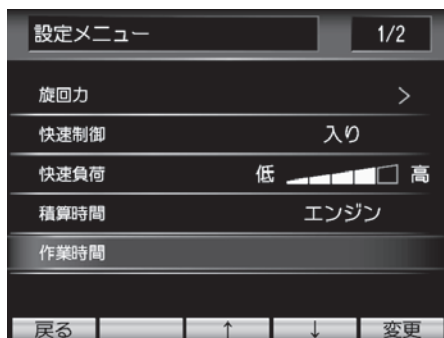 設定メニュー 1/2
旋回力 >
快速制御 入り
快速負荷 低 高
積算時間 エンジン
作業時間
戻る ↑ ↓ 変更